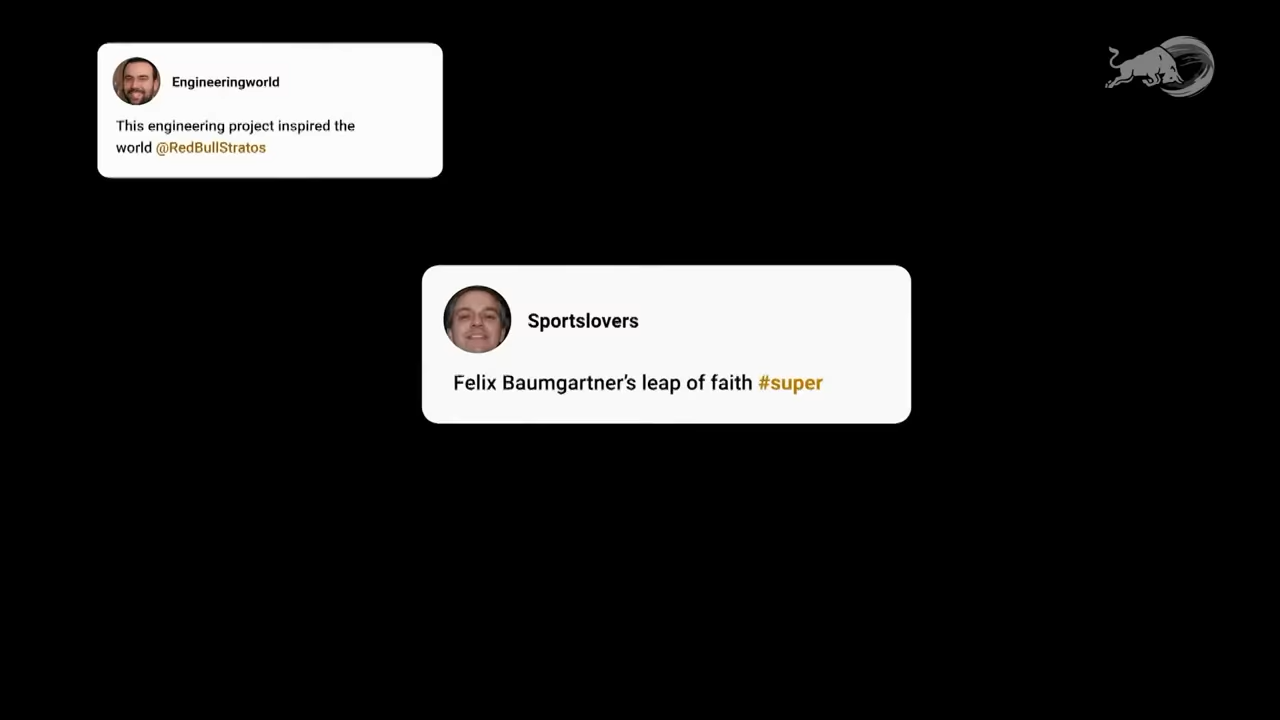 Engineeringworld
This engineering project inspired the
world @RedBullStratos
Sportslovers
Felix Baumgartner's leap of faith #super